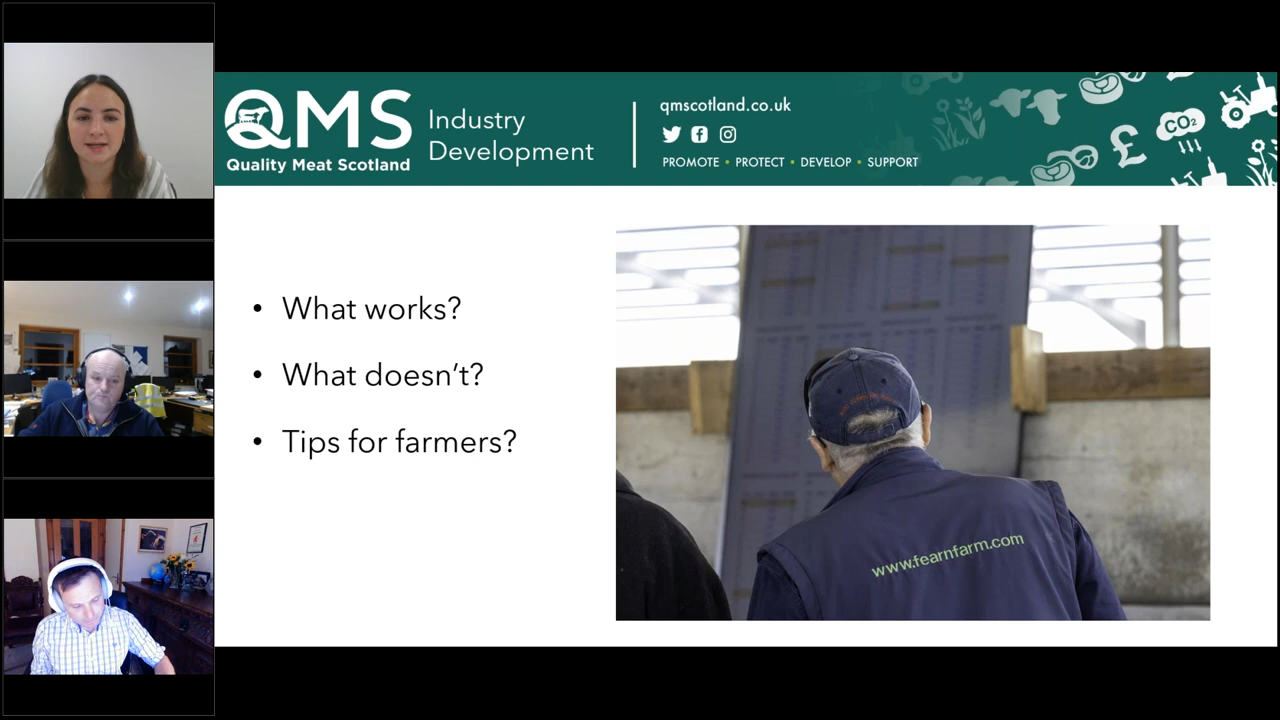 QMS
Quality Meat Scotland
Industry
Development
qmscotland.co.uk
PROMOTE • PROTECT • DEVELOP • SUPPORT
CO₂
£
• What works?
• What doesn't?
• Tips for farmers?
www.fearnfarm.com